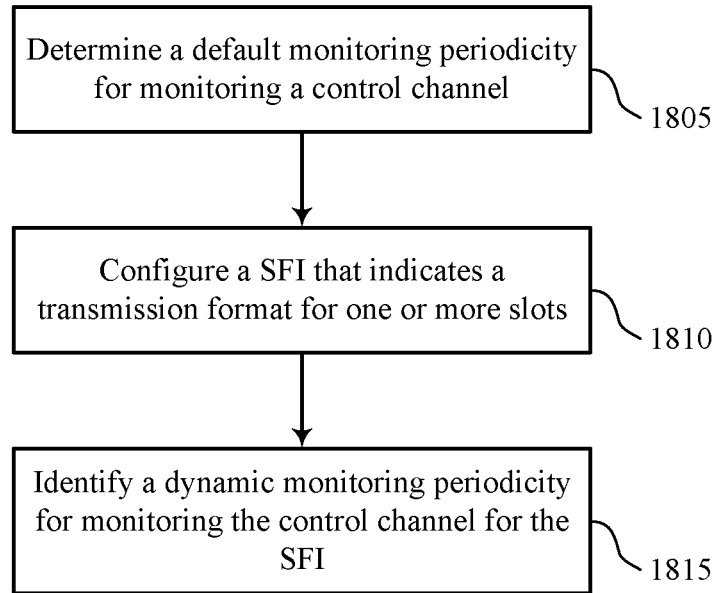 Determine a default monitoring periodicity
for monitoring a control channel
1805
Configure a SFI that indicates a
transmission format for one or more slots
1810
Identify a dynamic monitoring periodicity
for monitoring the control channel for the
SFI
1815